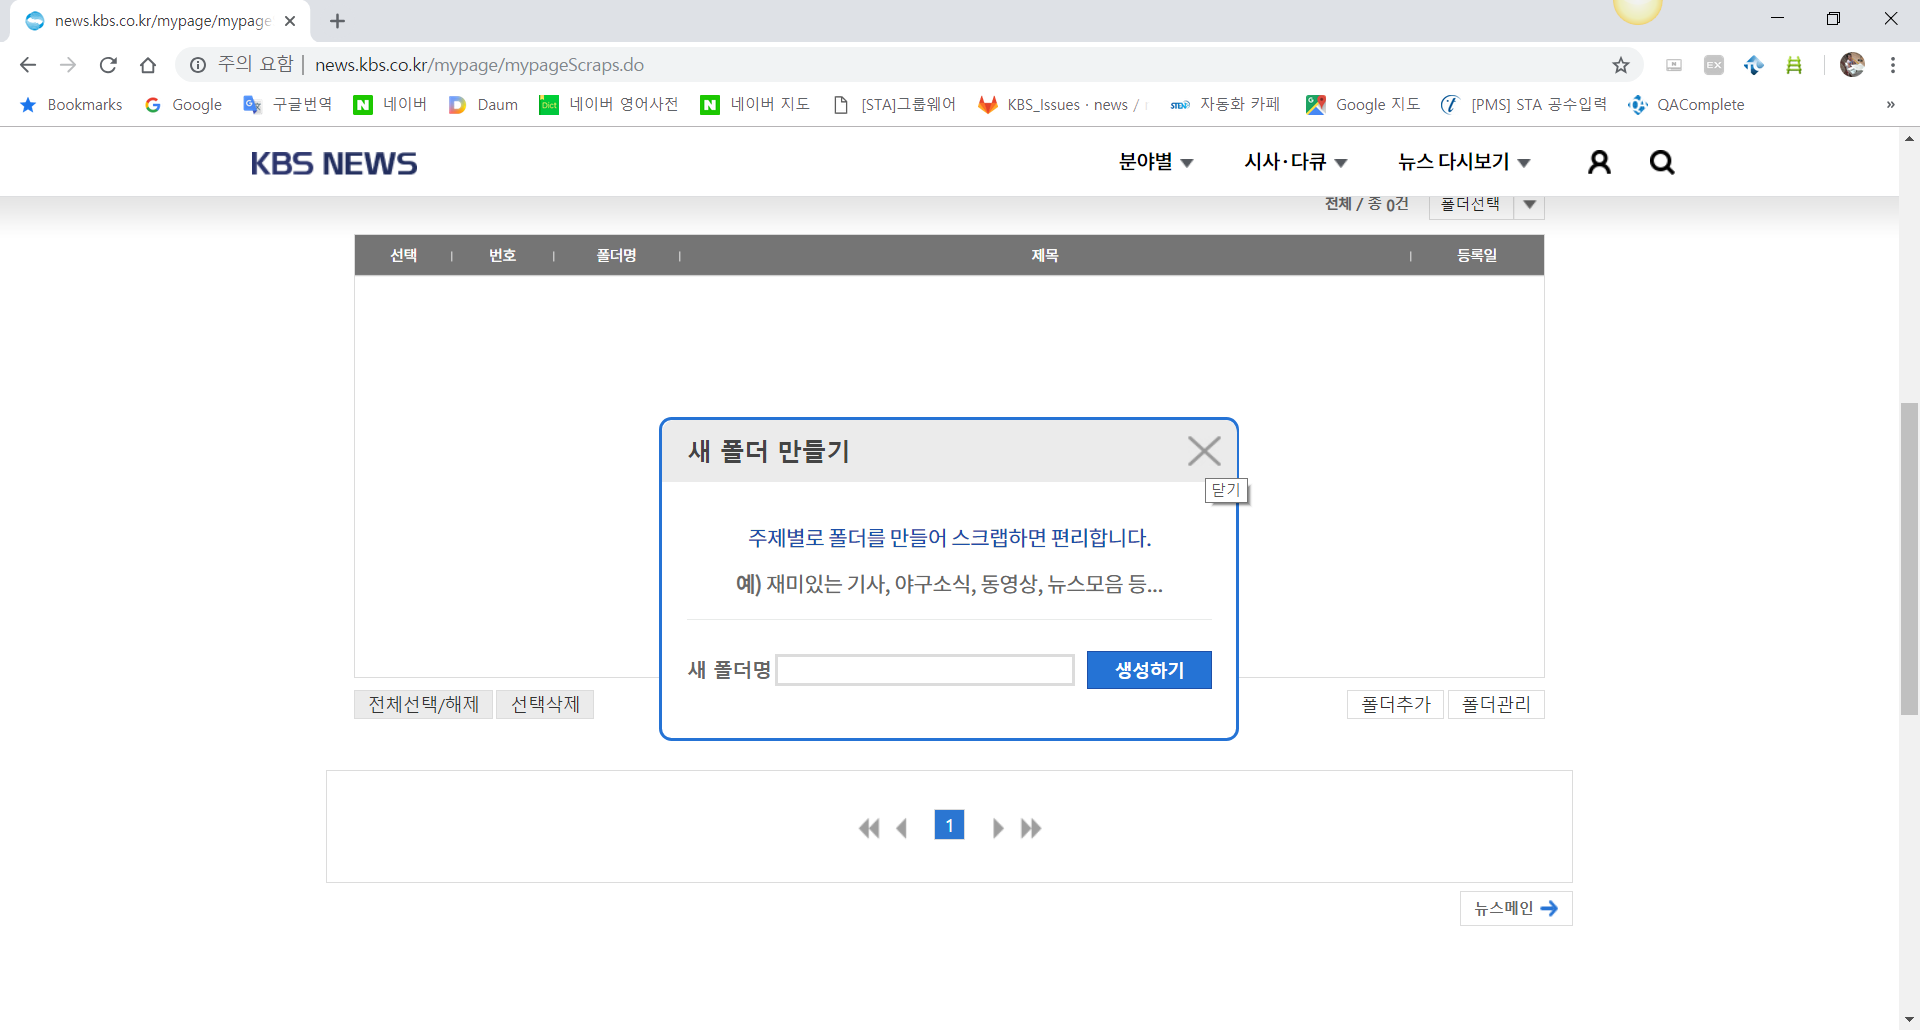 news.kbs.co.kr/mypage/mypage
주의 요함 | news.kbs.co.kr/mypage/mypageScraps.do
Bookmarks Google 구글번역 네이버 Daum 네이버 영어사전 네이버 지도 [STA]그룹웨어 KBS_Issues · news / 자동화 카페 Google 지도 [PMS] STA 공수입력 QAComplete »
KBS NEWS 분야별 시사·다큐 뉴스 다시보기
전체 / 총 0건 폴더선택
선택 번호 폴더명 제목 등록일
새 폴더 만들기
닫기
주제별로 폴더를 만들어 스크랩하면 편리합니다.
예) 재미있는 기사, 야구소식, 동영상, 뉴스모음 등...
새 폴더명 생성하기
전체선택/해제 선택삭제 폴더추가 폴더관리
1
뉴스메인